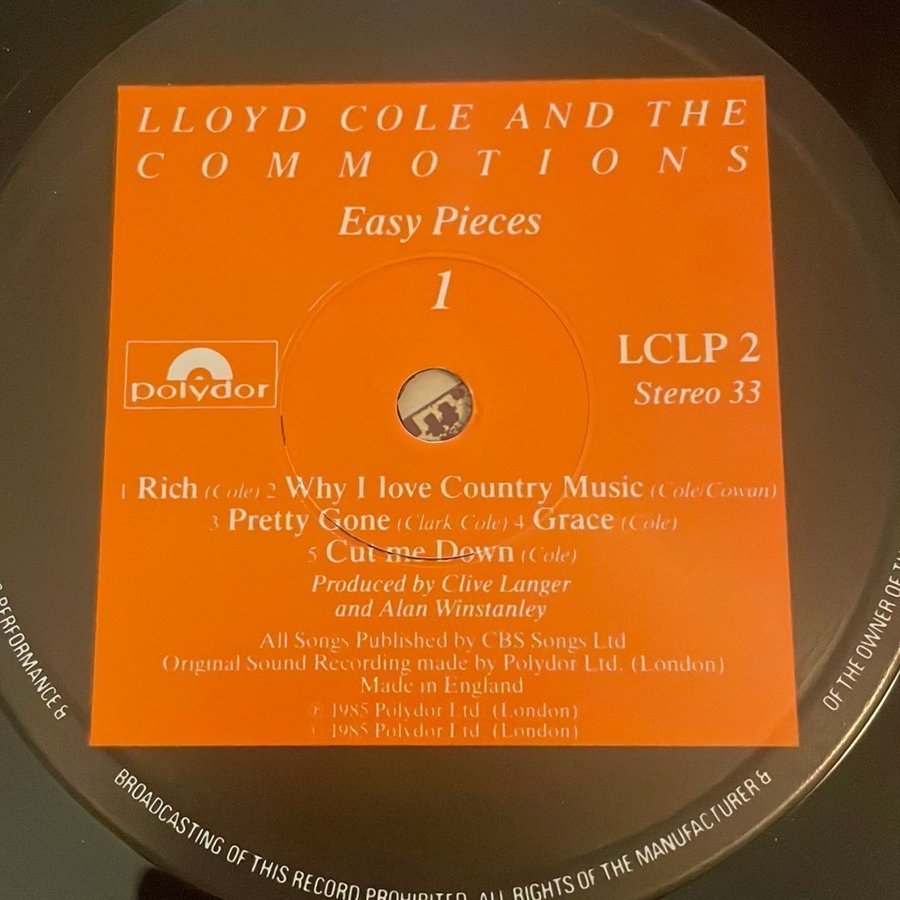 LLOYD COLE AND THE
COMMOTIONS
Easy Pieces
1
polydor
LCLP 2
Stereo 33
1 Rich (Cole) 2 Why I love Country Music (Cole/Cowan)
3 Pretty Gone (Clark Cole) 4 Grace (Cole)
5 Cut me Down (Cole)
Produced by Clive Langer
and Alan Winstanley
All Songs Published by CBS Songs Ltd
Original Sound Recording made by Polydor Ltd. (London)
Made in England
℗ 1985 Polydor Ltd (London)
© 1985 Polydor Ltd (London)
PERFORMANCE & BROADCASTING OF THIS RECORD PROHIBITED. ALL RIGHTS OF THE MANUFACTURER & OF THE OWNER OF